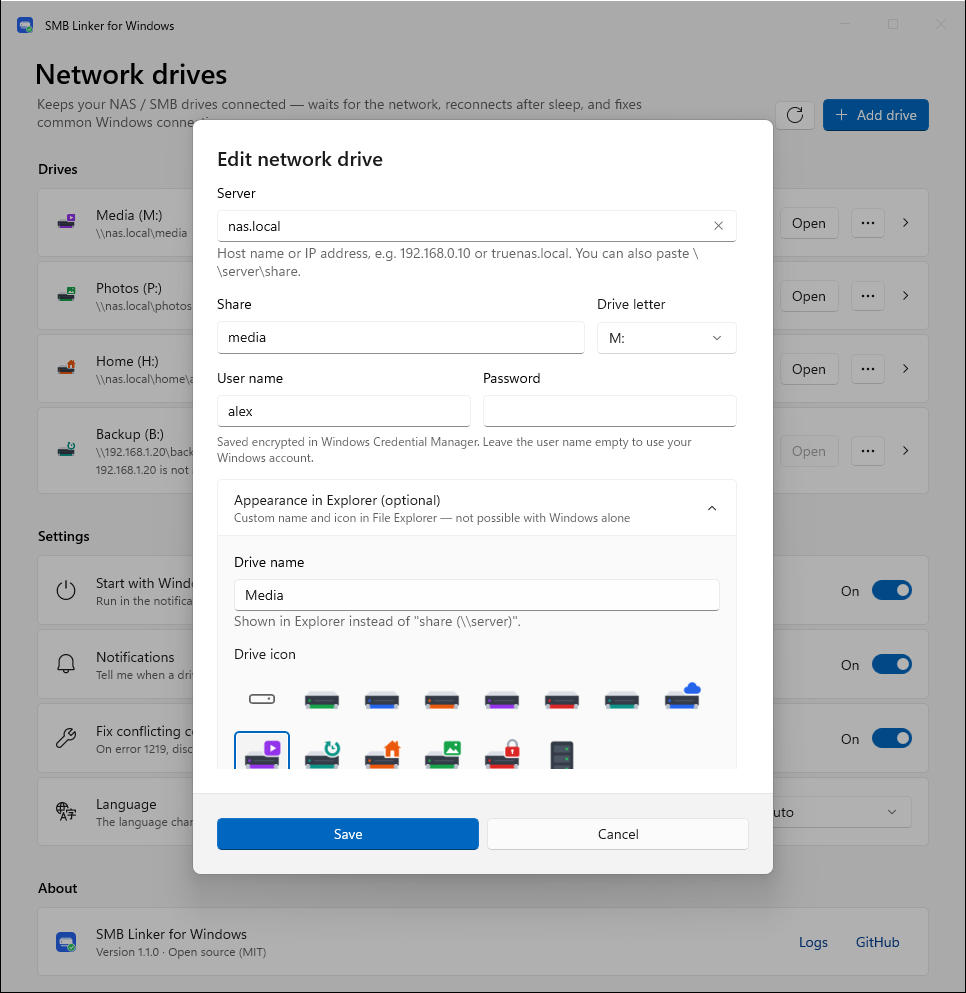 SMB Linker for Windows
Network drives
Keeps your NAS / SMB drives connected — waits for the network, reconnects after sleep, and fixes
common Windows
Add drive
Drives
Media (M:)
\\nas.local\media
Open
Photos (P:)
\\nas.local\photos
Open
Home (H:)
\\nas.local\home\
Open
Backup (B:)
\\192.168.1.20\back
192.168.1.20 is not
Open
Settings
Start with
Run in the
On
Notifications
Tell me when a
On
Fix conflicting
On error 1219,
On
Language
The language
About
SMB Linker for Windows
Version 1.1.0 · Open source (MIT)
Logs
GitHub
Edit network drive
Server
nas.local
Host name or IP address, e.g. 192.168.0.10 or truenas.local. You can also paste \
\server\share.
Share
Drive letter
media
M:
User name
Password
alex
Saved encrypted in Windows Credential Manager. Leave the user name empty to use your
Windows account.
Appearance in Explorer (optional)
Custom name and icon in File Explorer — not possible with Windows alone
Drive name
Media
Shown in Explorer instead of "share (\\server)".
Drive icon
Save
Cancel